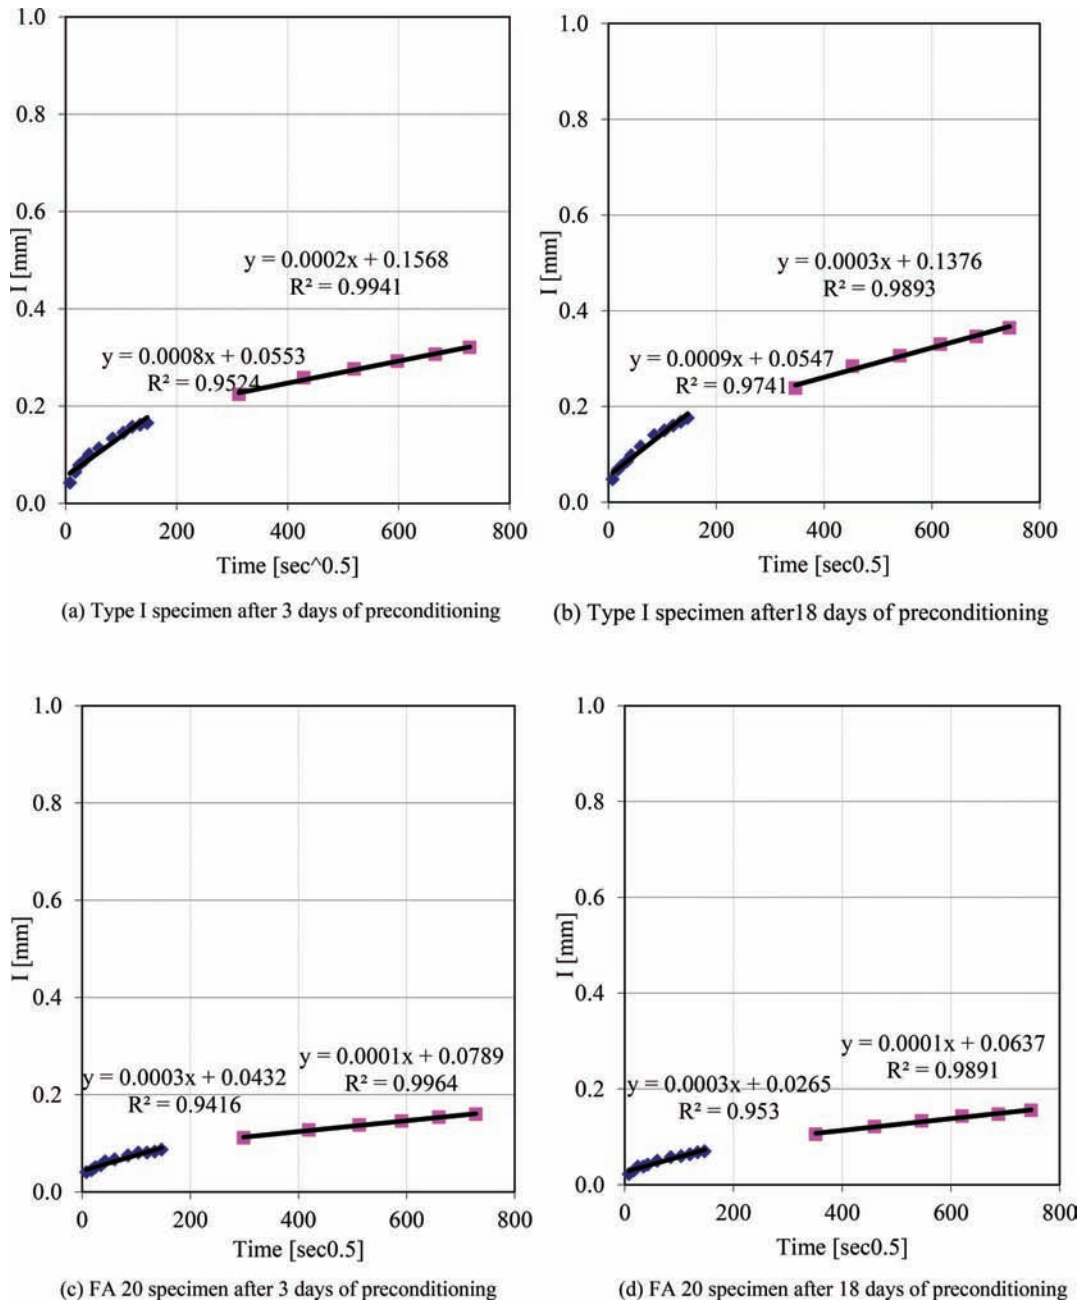 1.0
0.8
0.6
0.4
0.2
0.0
I [mm]
y = 0.0002x + 0.1568
R² = 0.9941
y = 0.0008x + 0.0553
R² = 0.9524
0 200 400 600 800
Time [sec^0.5]
(a) Type I specimen after 3 days of preconditioning
1.0
0.8
0.6
0.4
0.2
0.0
I [mm]
y = 0.0003x + 0.1376
R² = 0.9893
y = 0.0009x + 0.0547
R² = 0.9741
0 200 400 600 800
Time [sec0.5]
(b) Type I specimen after18 days of preconditioning
1.0
0.8
0.6
0.4
0.2
0.0
I [mm]
y = 0.0001x + 0.0789
R² = 0.9964
y = 0.0003x + 0.0432
R² = 0.9416
0 200 400 600 800
Time [sec0.5]
(c) FA 20 specimen after 3 days of preconditioning
1.0
0.8
0.6
0.4
0.2
0.0
I [mm]
y = 0.0001x + 0.0637
R² = 0.9891
y = 0.0003x + 0.0265
R² = 0.953
0 200 400 600 800
Time [sec0.5]
(d) FA 20 specimen after 18 days of preconditioning